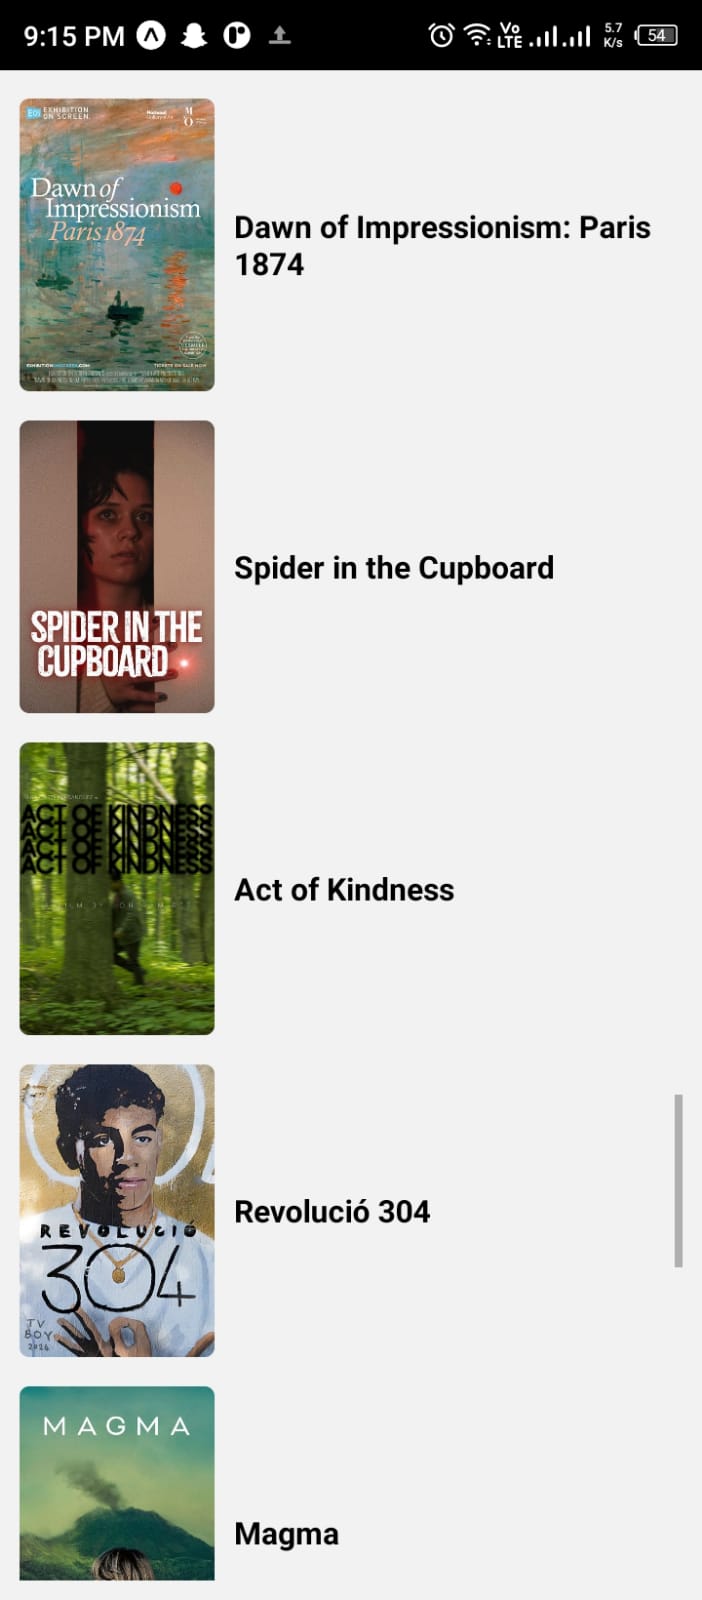 9:15 PM
Vo
LTE
5.7
K/s
54
EXHIBITION
ON SCREEN.
Dawn of
Impressionism
Paris 1874
Dawn of Impressionism: Paris
1874
SPIDER IN THE
CUPBOARD
Spider in the Cupboard
ACT OF KINDNESS
ACT OF KINDNESS
ACT OF KINDNESS
ACT OF KINDNESS
Act of Kindness
REVOLUCIÓ
304
TV
BOY
2026
Revolució 304
MAGMA
Magma